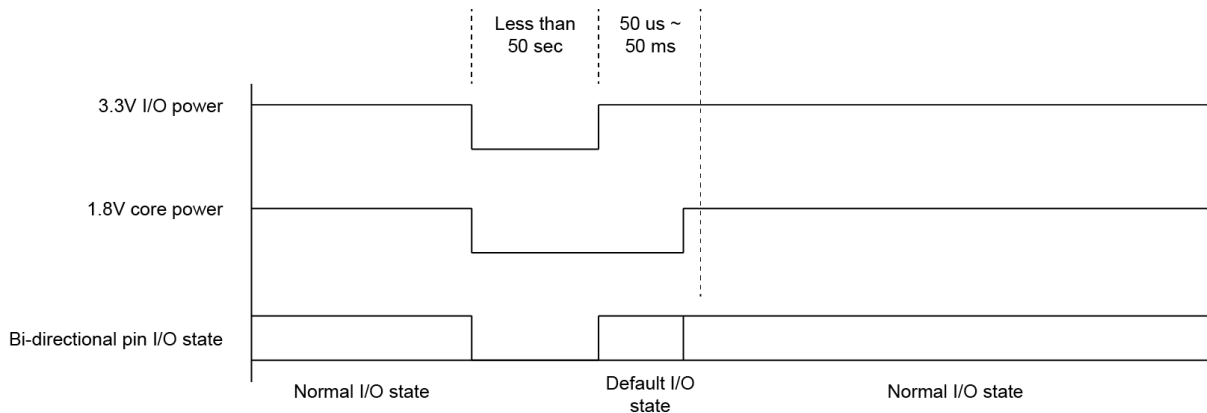 Less than
50 sec
50 us ~
50 ms
3.3V I/O power
1.8V core power
Bi-directional pin I/O state
Normal I/O state
Default I/O
state
Normal I/O state